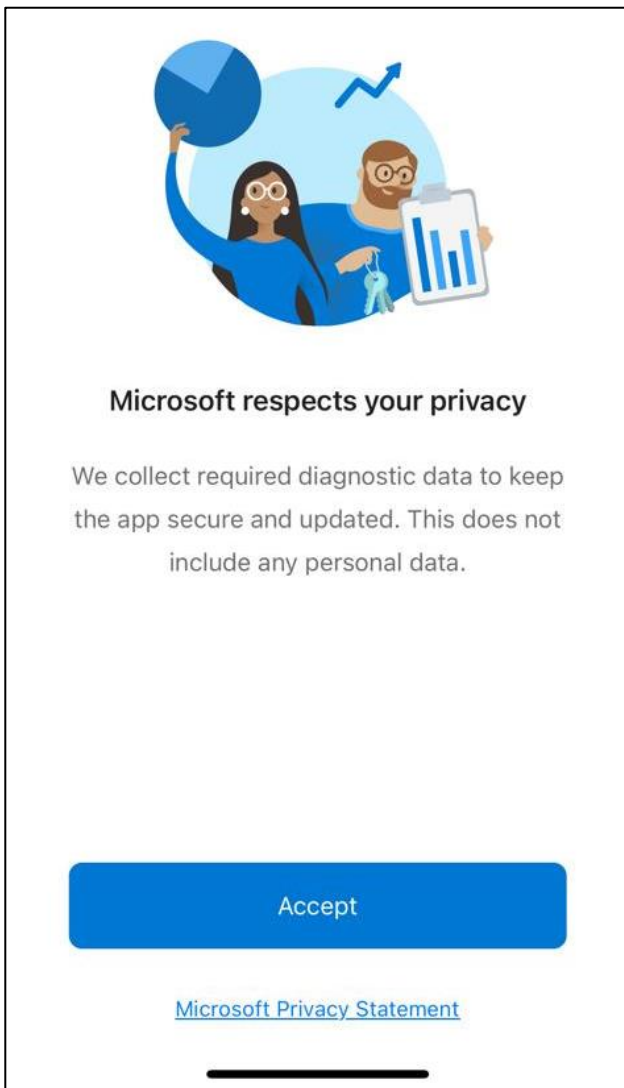 Microsoft respects your privacy
We collect required diagnostic data to keep
the app secure and updated. This does not
include any personal data.
Accept
Microsoft Privacy Statement